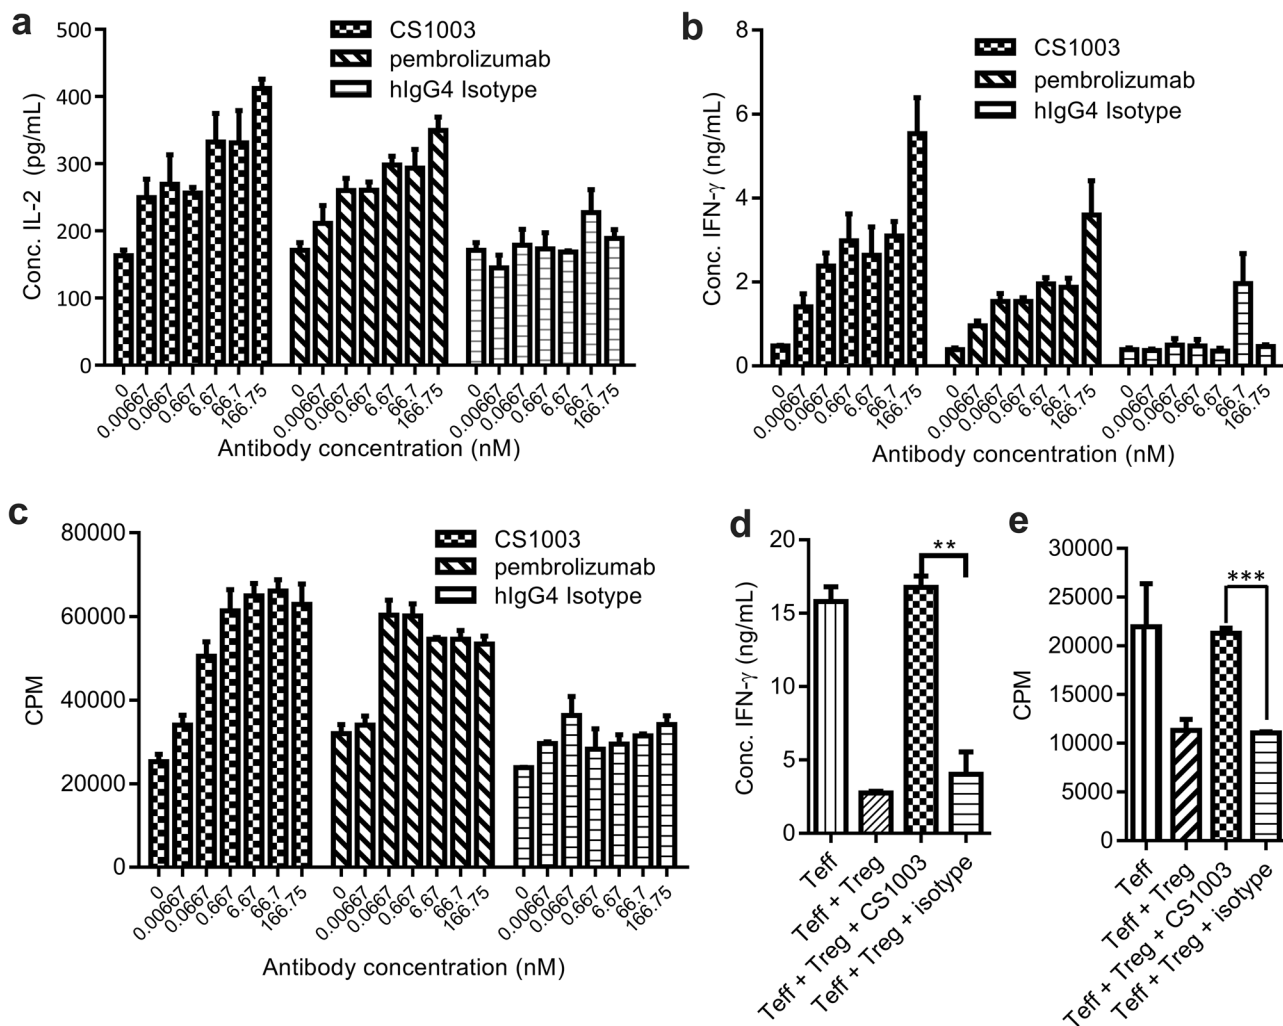 a
500
400
300
200
100
0
Conc. IL-2 (pg/mL)
CS1003
pembrolizumab
hIgG4 Isotype
0 0.00667 0.0667 0.667 6.67 66.7 166.75
0 0.00667 0.0667 0.667 6.67 66.7 166.75
0 0.00667 0.0667 0.667 6.67 66.7 166.75
Antibody concentration (nM)
b
8
6
4
2
0
Conc. IFN-γ (ng/mL)
CS1003
pembrolizumab
hIgG4 Isotype
0 0.00667 0.0667 0.667 6.67 66.7 166.75
0 0.00667 0.0667 0.667 6.67 66.7 166.75
0 0.00667 0.0667 0.667 6.67 66.7 166.75
Antibody concentration (nM)
c
80000
60000
40000
20000
0
CPM
CS1003
pembrolizumab
hIgG4 Isotype
0 0.00667 0.0667 0.667 6.67 66.7 166.75
0 0.00667 0.0667 0.667 6.67 66.7 166.75
0 0.00667 0.0667 0.667 6.67 66.7 166.75
Antibody concentration (nM)
d
20
15
10
5
0
Conc. IFN-γ (ng/mL)
**
Teff
Teff + Treg
Teff + Treg + CS1003
Teff + Treg + isotype
e
30000
25000
20000
15000
10000
5000
0
CPM
***
Teff
Teff + Treg
Teff + Treg + CS1003
Teff + Treg + isotype